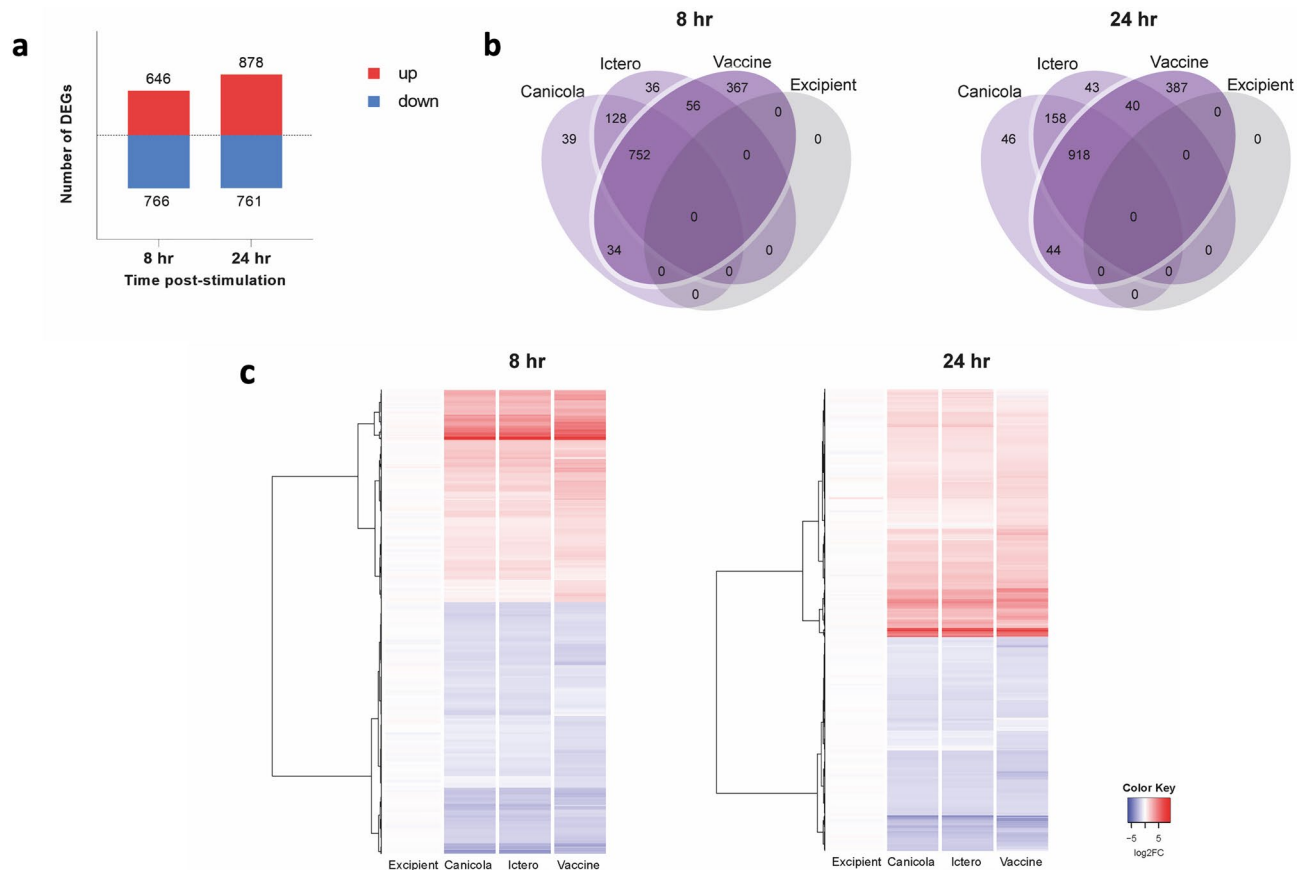 a
646
878
766
761
Number of DEGs
8 hr
24 hr
Time post-stimulation
up
down
b
8 hr
Canicola
Ictero
Vaccine
Excipient
36
56
367
0
39
128
0
752
0
0
34
0
0
0
0
24 hr
Canicola
Ictero
Vaccine
Excipient
43
40
387
0
46
158
0
918
0
0
44
0
0
0
0
c
8 hr
Excipient
Canicola
Ictero
Vaccine
24 hr
Excipient
Canicola
Ictero
Vaccine
Color Key
−5
5
log2FC